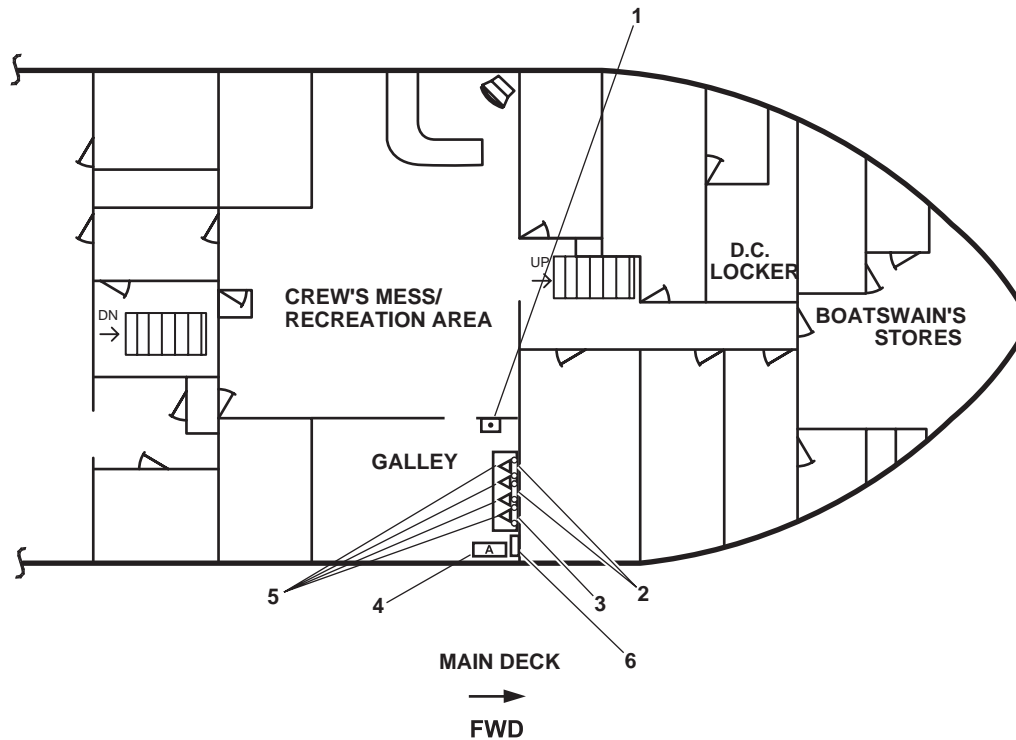 1
UP
D.C.
LOCKER
CREW'S MESS/
RECREATION AREA
BOATSWAIN'S
STORES
DN
GALLEY
A
5
4
3
2
6
MAIN DECK
FWD